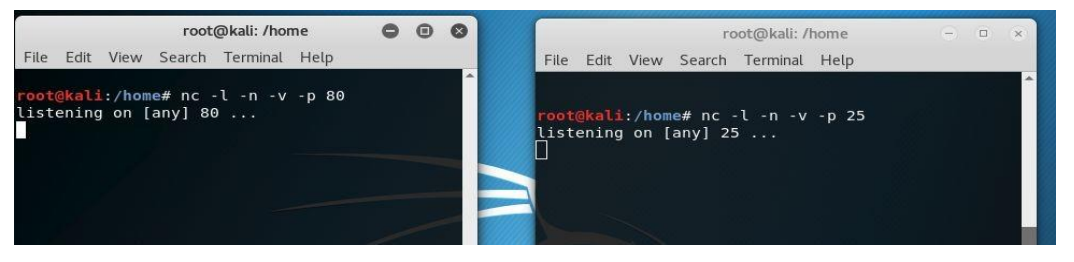 root@kali: /home
File Edit View Search Terminal Help
root@kali:/home# nc -l -n -v -p 80
listening on [any] 80 ...
root@kali: /home
File Edit View Search Terminal Help
root@kali:/home# nc -l -n -v -p 25
listening on [any] 25 ...